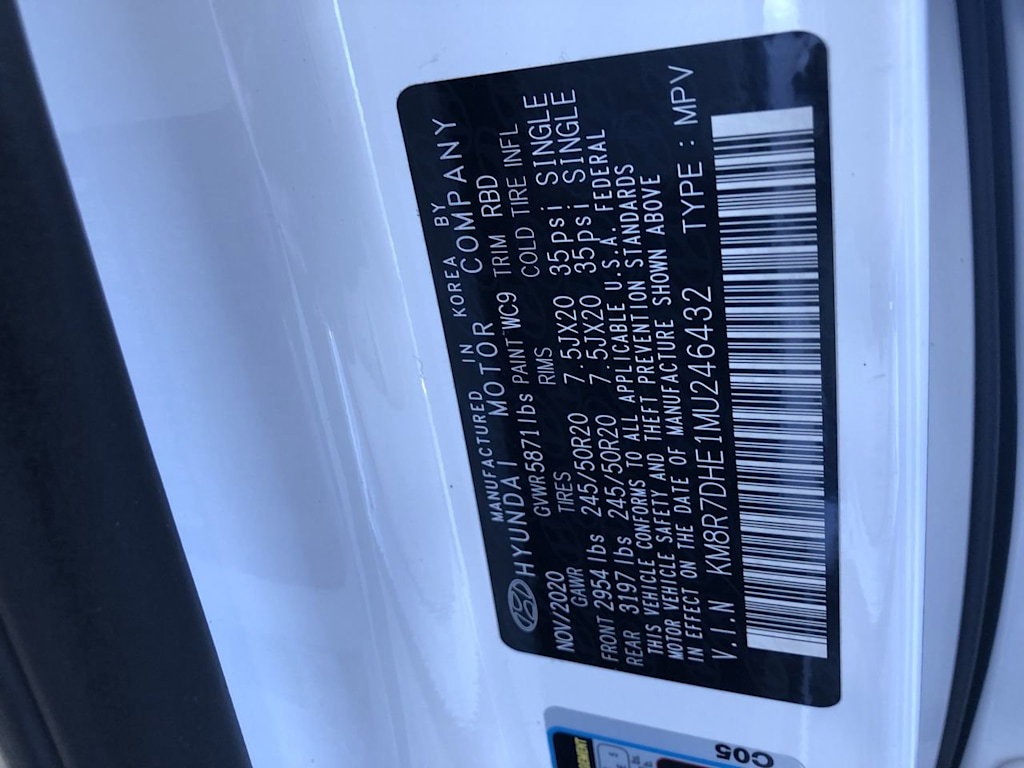 MANUFACTURED IN KOREA BY
HYUNDAI MOTOR COMPANY
NOV/2020 GVWR 5871 lbs PAINT WC9 TRIM RBD
GAWR TIRES RIMS COLD TIRE INFL
FRONT 2954 lbs 245/50R20 7.5JX20 35psi SINGLE
REAR 3197 lbs 245/50R20 7.5JX20 35psi SINGLE
THIS VEHICLE CONFORMS TO ALL APPLICABLE U.S.A. FEDERAL
MOTOR VEHICLE SAFETY AND THEFT PREVENTION STANDARDS
IN EFFECT ON THE DATE OF MANUFACTURE SHOWN ABOVE
V.I.N KM8R7DHE1MU246432 TYPE : MPV
C05